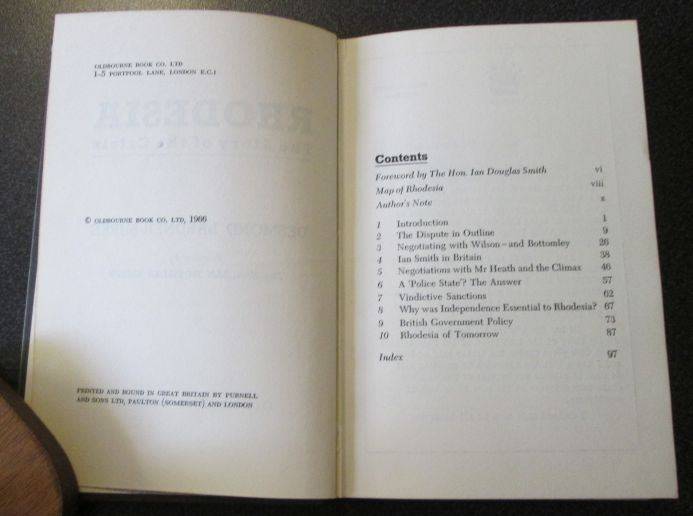 OLDBOURNE BOOK CO. LTD
1–5 PORTPOOL LANE, LONDON E.C.1
© OLDBOURNE BOOK CO. LTD, 1966
PRINTED AND BOUND IN GREAT BRITAIN BY PURNELL
AND SONS LTD, PAULTON (SOMERSET) AND LONDON
Contents
Foreword by The Hon. Ian Douglas Smith vi
Map of Rhodesia viii
Author's Note x
1 Introduction 1
2 The Dispute in Outline 9
3 Negotiating with Wilson—and Bottomley 26
4 Ian Smith in Britain 38
5 Negotiations with Mr Heath and the Climax 46
6 A 'Police State'? The Answer 57
7 Vindictive Sanctions 62
8 Why was Independence Essential to Rhodesia? 67
9 British Government Policy 73
10 Rhodesia of Tomorrow 87
Index 97